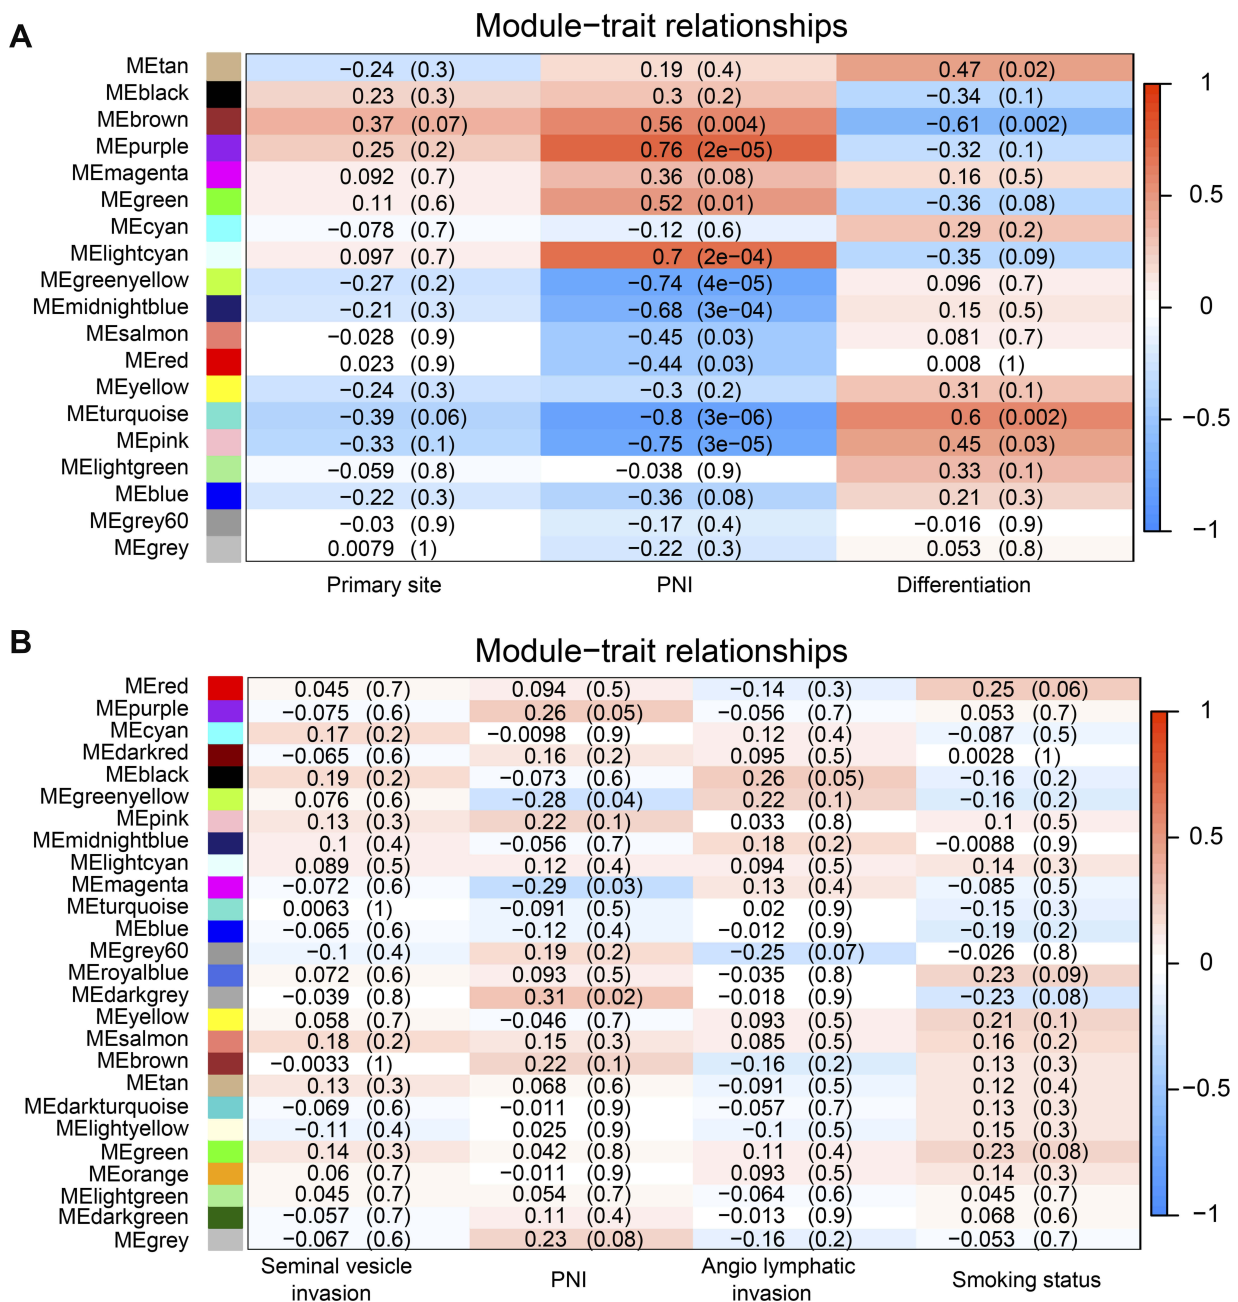 A
Module−trait relationships
MEtan −0.24 (0.3) 0.19 (0.4) 0.47 (0.02)
MEblack 0.23 (0.3) 0.3 (0.2) −0.34 (0.1)
MEbrown 0.37 (0.07) 0.56 (0.004) −0.61 (0.002)
MEpurple 0.25 (0.2) 0.76 (2e−05) −0.32 (0.1)
MEmagenta 0.092 (0.7) 0.36 (0.08) 0.16 (0.5)
MEgreen 0.11 (0.6) 0.52 (0.01) −0.36 (0.08)
MEcyan −0.078 (0.7) −0.12 (0.6) 0.29 (0.2)
MElightcyan 0.097 (0.7) 0.7 (2e−04) −0.35 (0.09)
MEgreenyellow −0.27 (0.2) −0.74 (4e−05) 0.096 (0.7)
MEmidnightblue −0.21 (0.3) −0.68 (3e−04) 0.15 (0.5)
MEsalmon −0.028 (0.9) −0.45 (0.03) 0.081 (0.7)
MEred 0.023 (0.9) −0.44 (0.03) 0.008 (1)
MEyellow −0.24 (0.3) −0.3 (0.2) 0.31 (0.1)
MEturquoise −0.39 (0.06) −0.8 (3e−06) 0.6 (0.002)
MEpink −0.33 (0.1) −0.75 (3e−05) 0.45 (0.03)
MElightgreen −0.059 (0.8) −0.038 (0.9) 0.33 (0.1)
MEblue −0.22 (0.3) −0.36 (0.08) 0.21 (0.3)
MEgrey60 −0.03 (0.9) −0.17 (0.4) −0.016 (0.9)
MEgrey 0.0079 (1) −0.22 (0.3) 0.053 (0.8)
Primary site PNI Differentiation
1
0.5
0
−0.5
−1
B
Module−trait relationships
MEred 0.045 (0.7) 0.094 (0.5) −0.14 (0.3) 0.25 (0.06)
MEpurple −0.075 (0.6) 0.26 (0.05) −0.056 (0.7) 0.053 (0.7)
MEcyan 0.17 (0.2) −0.0098 (0.9) 0.12 (0.4) −0.087 (0.5)
MEdarkred −0.065 (0.6) 0.16 (0.2) 0.095 (0.5) 0.0028 (1)
MEblack 0.19 (0.2) −0.073 (0.6) 0.26 (0.05) −0.16 (0.2)
MEgreenyellow 0.076 (0.6) −0.28 (0.04) 0.22 (0.1) −0.16 (0.2)
MEpink 0.13 (0.3) 0.22 (0.1) 0.033 (0.8) 0.1 (0.5)
MEmidnightblue 0.1 (0.4) −0.056 (0.7) 0.18 (0.2) −0.0088 (0.9)
MElightcyan 0.089 (0.5) 0.12 (0.4) 0.094 (0.5) 0.14 (0.3)
MEmagenta −0.072 (0.6) −0.29 (0.03) 0.13 (0.4) −0.085 (0.5)
MEturquoise 0.0063 (1) −0.091 (0.5) 0.02 (0.9) −0.15 (0.3)
MEblue −0.065 (0.6) −0.12 (0.4) −0.012 (0.9) −0.19 (0.2)
MEgrey60 −0.1 (0.4) 0.19 (0.2) −0.25 (0.07) −0.026 (0.8)
MEroyalblue 0.072 (0.6) 0.093 (0.5) −0.035 (0.8) 0.23 (0.09)
MEdarkgrey −0.039 (0.8) 0.31 (0.02) −0.018 (0.9) −0.23 (0.08)
MEyellow 0.058 (0.7) −0.046 (0.7) 0.093 (0.5) 0.21 (0.1)
MEsalmon 0.18 (0.2) 0.15 (0.3) 0.085 (0.5) 0.16 (0.2)
MEbrown −0.0033 (1) 0.22 (0.1) −0.16 (0.2) 0.13 (0.3)
MEtan 0.13 (0.3) 0.068 (0.6) −0.091 (0.5) 0.12 (0.4)
MEdarkturquoise −0.069 (0.6) −0.011 (0.9) −0.057 (0.7) 0.13 (0.3)
MElightyellow −0.11 (0.4) 0.025 (0.9) −0.1 (0.5) 0.15 (0.3)
MEgreen 0.14 (0.3) 0.042 (0.8) 0.11 (0.4) 0.23 (0.08)
MEorange 0.06 (0.7) −0.011 (0.9) 0.093 (0.5) 0.14 (0.3)
MElightgreen 0.045 (0.7) 0.054 (0.7) −0.064 (0.6) 0.045 (0.7)
MEdarkgreen −0.057 (0.7) 0.11 (0.4) −0.013 (0.9) 0.068 (0.6)
MEgrey −0.067 (0.6) 0.23 (0.08) −0.16 (0.2) −0.053 (0.7)
Seminal vesicle
invasion
PNI
Angio lymphatic
invasion
Smoking status
1
0.5
0
−0.5
−1